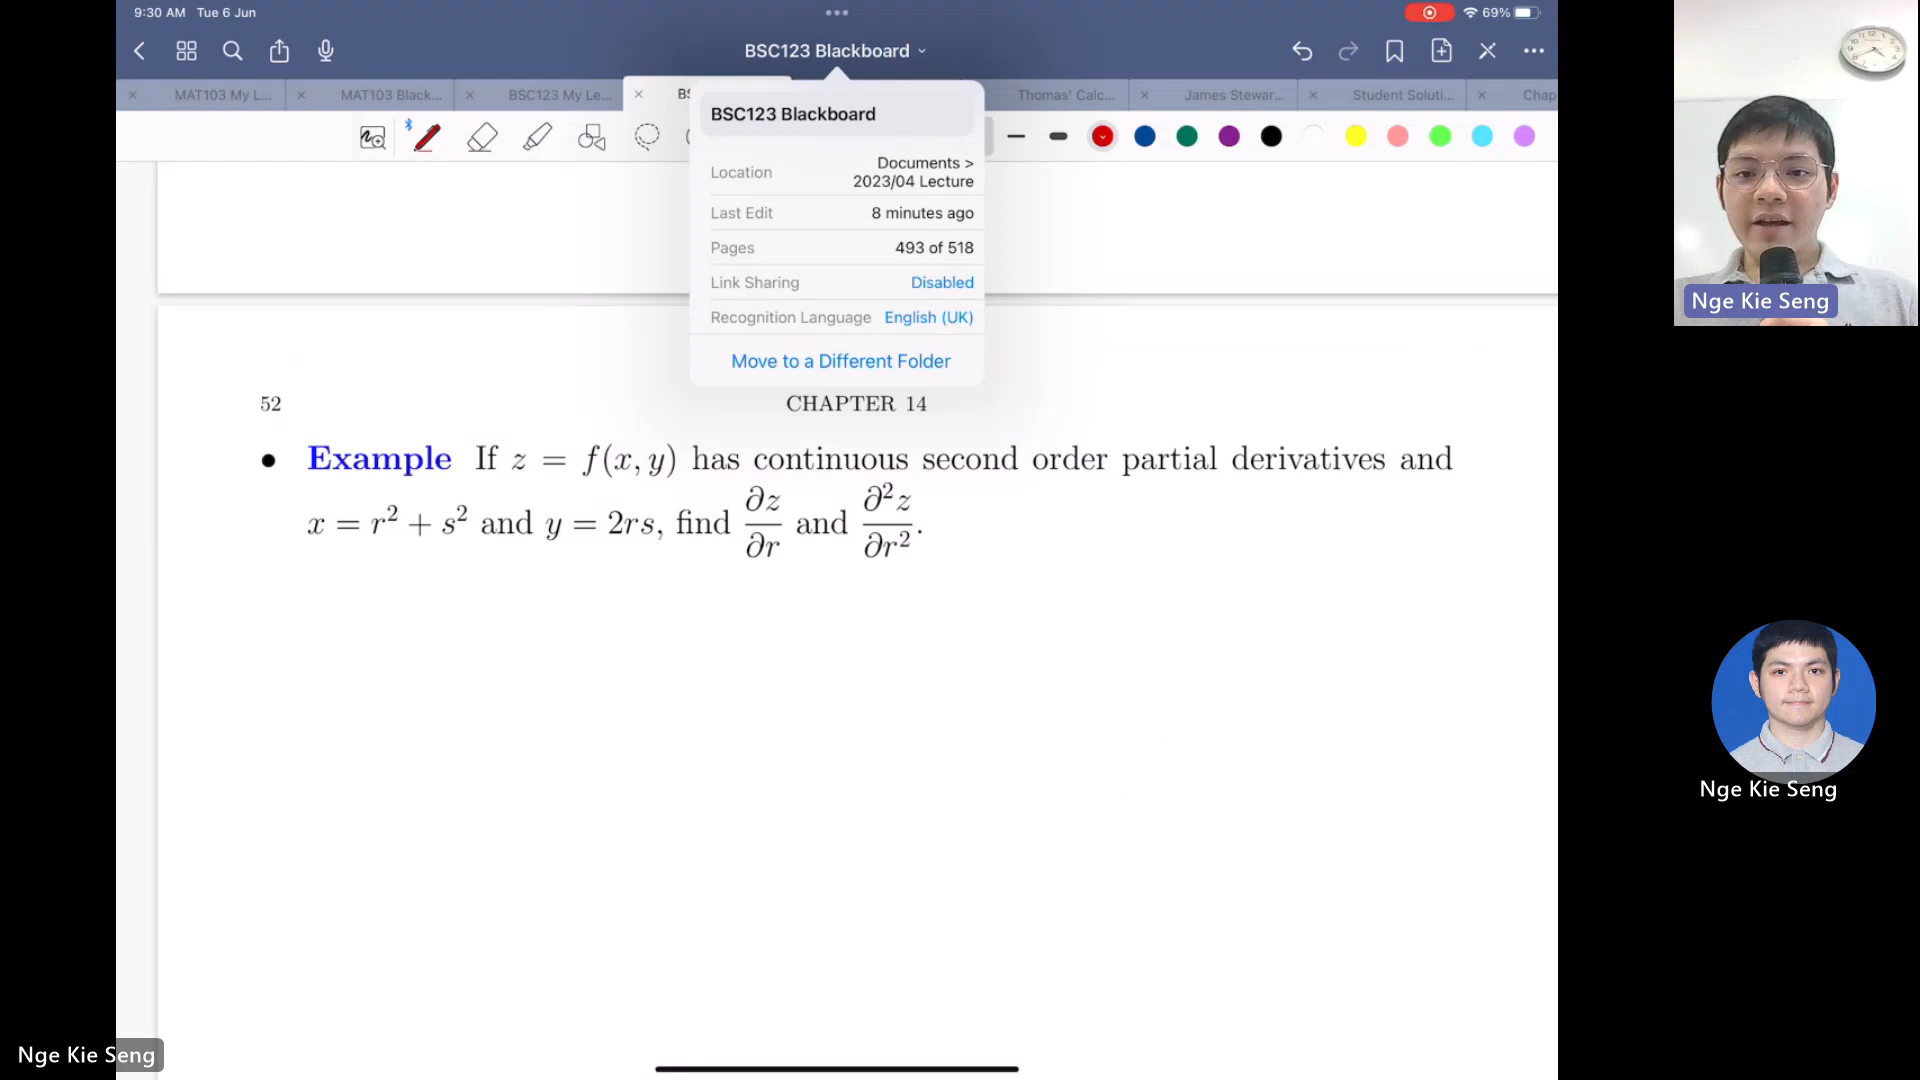 9:30 AM Tue 6 Jun
69%
BSC123 Blackboard
MAT103 My L...
MAT103 Black...
BSC123 My Le...
Thomas' Calc...
James Stewar...
Student Soluti...
Chap
BSC123 Blackboard
Location Documents >
2023/04 Lecture
Last Edit 8 minutes ago
Pages 493 of 518
Link Sharing Disabled
Recognition Language English (UK)
Move to a Different Folder
52 CHAPTER 14
• Example If z = f(x, y) has continuous second order partial derivatives and
x = r² + s² and y = 2rs, find ∂z/∂r and ∂²z/∂r².
Nge Kie Seng
Nge Kie Seng
Nge Kie Seng